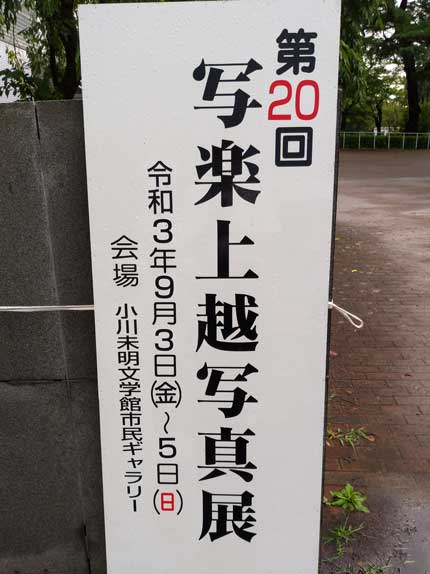 第20回
写楽上越写真展
令和3年9月3日(金)～5日(日)
会場 小川未明文学館市民ギャラリー